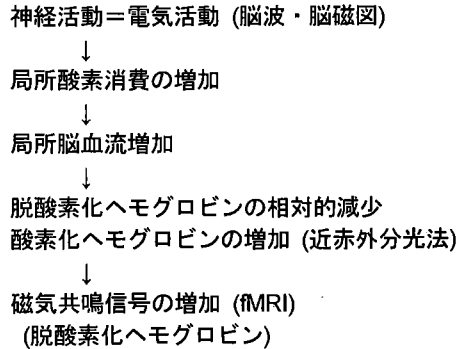 神経活動＝電気活動 (脳波・脳磁図)
↓
局所酸素消費の増加
↓
局所脳血流増加
↓
脱酸素化ヘモグロビンの相対的減少
酸素化ヘモグロビンの増加 (近赤外分光法)
↓
磁気共鳴信号の増加 (fMRI)
(脱酸素化ヘモグロビン)